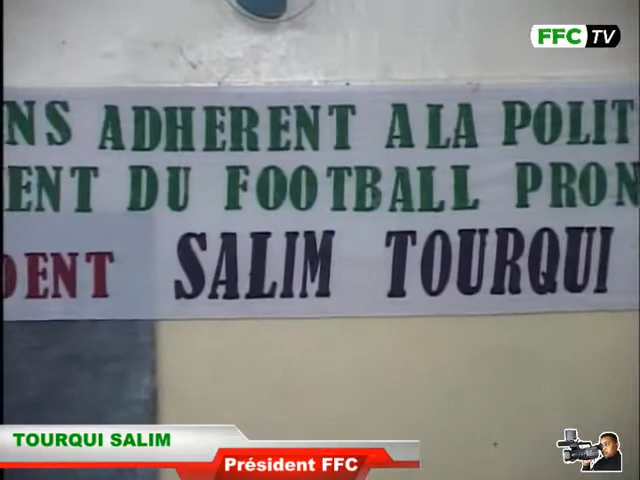 FFC TV
NS ADHERENT A LA POLIT
ENT DU FOOTBALL PRON
DENT SALIM TOURQUI
TOURQUI SALIM
Président FFC